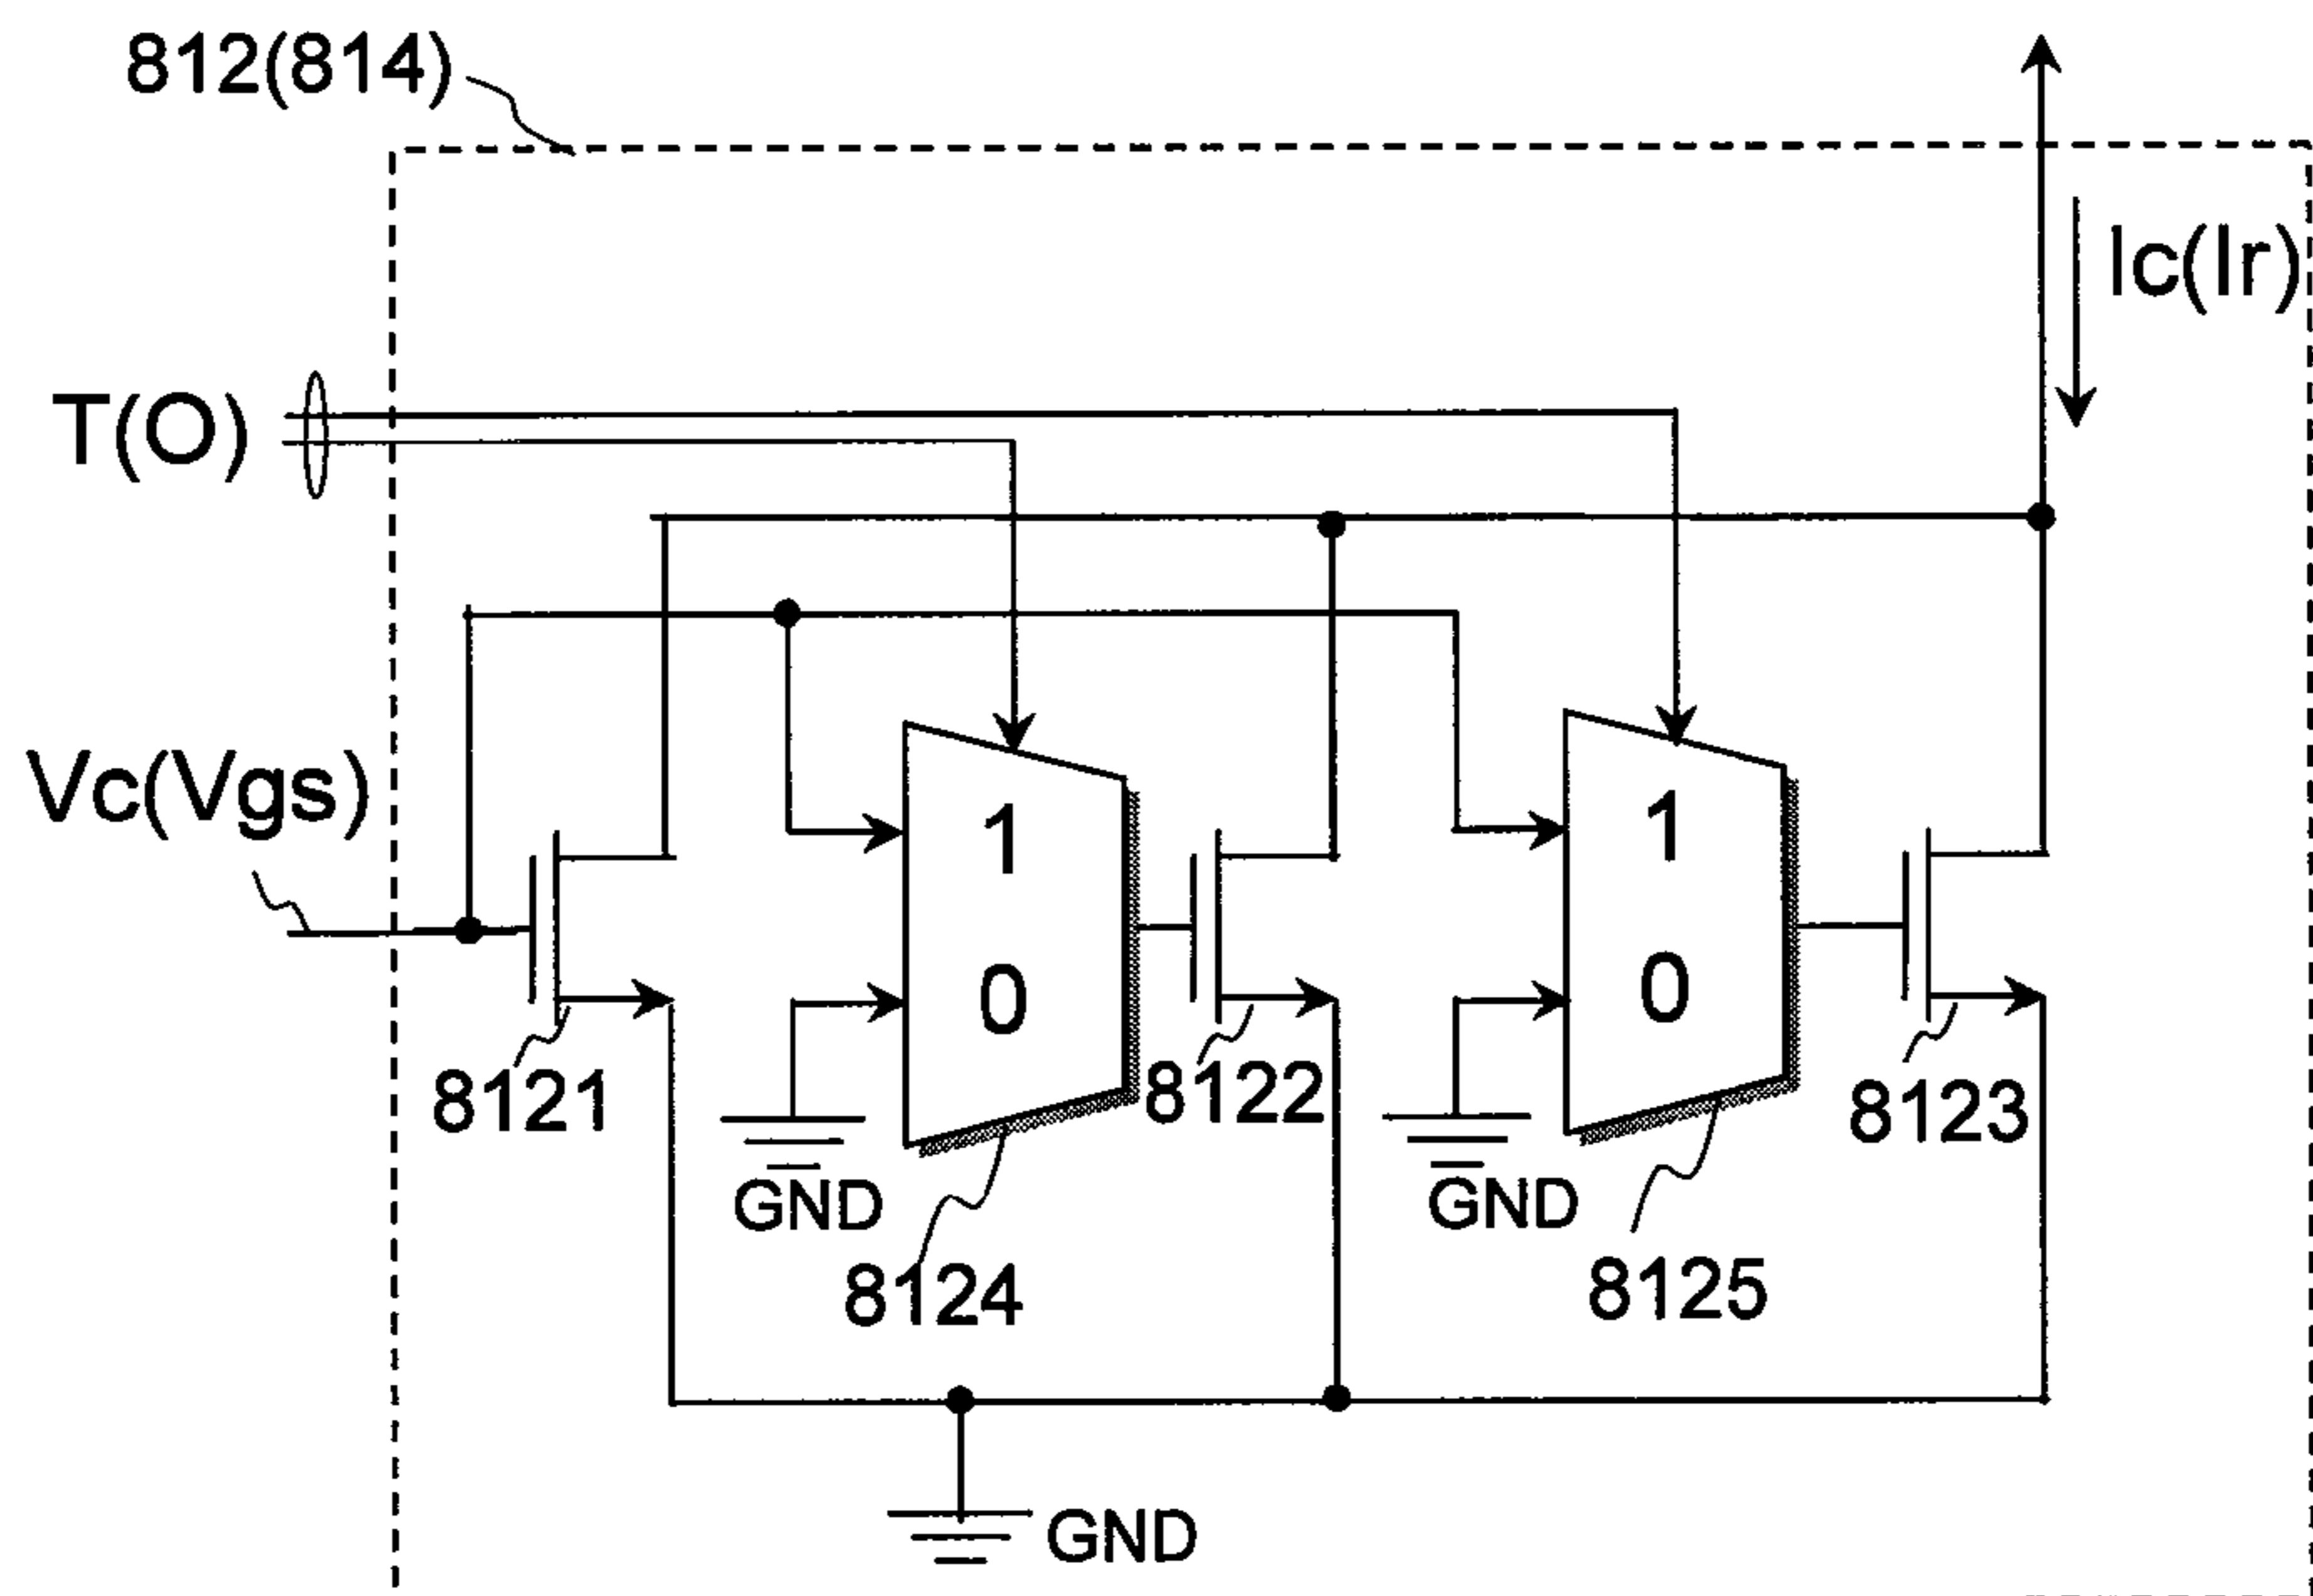 812(814)
Ic(Ir)
T(O)
Vc(Vgs)
1
1
0
0
8121
8122
8123
GND
GND
8124
8125
GND